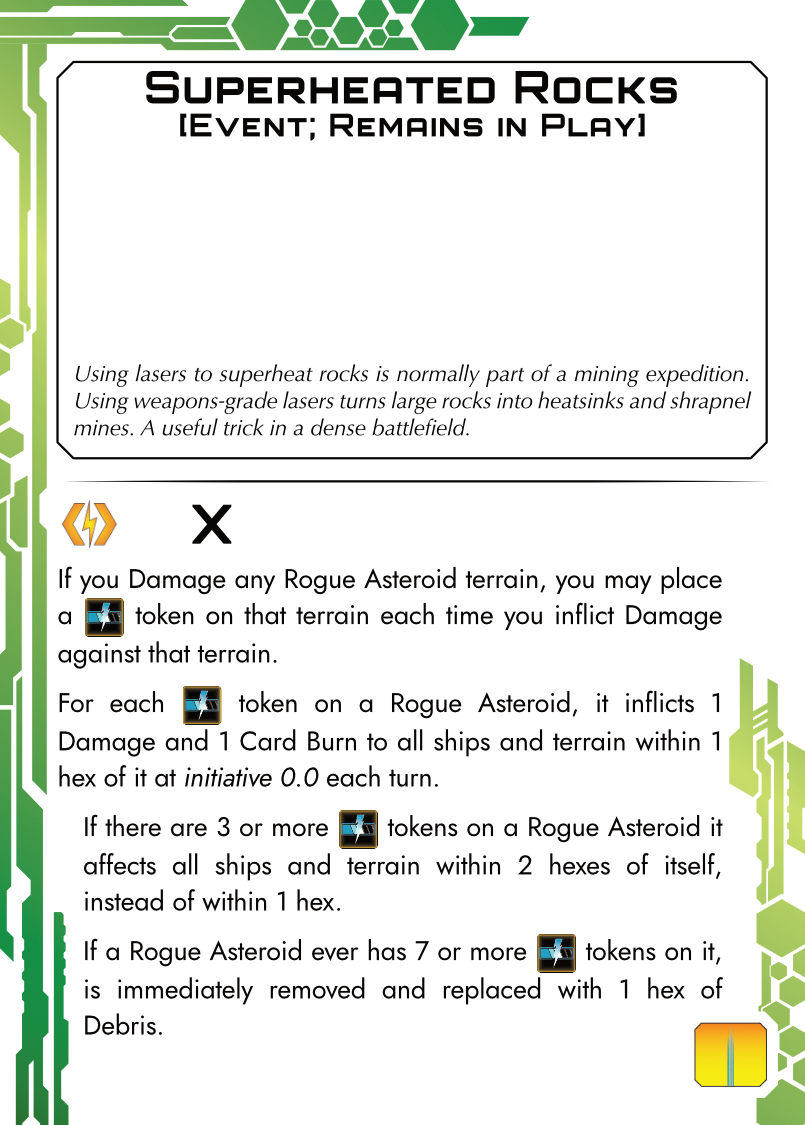 Superheated Rocks
[Event; Remains in Play]
Using lasers to superheat rocks is normally part of a mining expedition.
Using weapons-grade lasers turns large rocks into heatsinks and shrapnel
mines. A useful trick in a dense battlefield.
X
If you Damage any Rogue Asteroid terrain, you may place
a token on that terrain each time you inflict Damage
against that terrain.
For each token on a Rogue Asteroid, it inflicts 1
Damage and 1 Card Burn to all ships and terrain within 1
hex of it at initiative 0.0 each turn.
If there are 3 or more tokens on a Rogue Asteroid it
affects all ships and terrain within 2 hexes of itself,
instead of within 1 hex.
If a Rogue Asteroid ever has 7 or more tokens on it,
is immediately removed and replaced with 1 hex of
Debris.